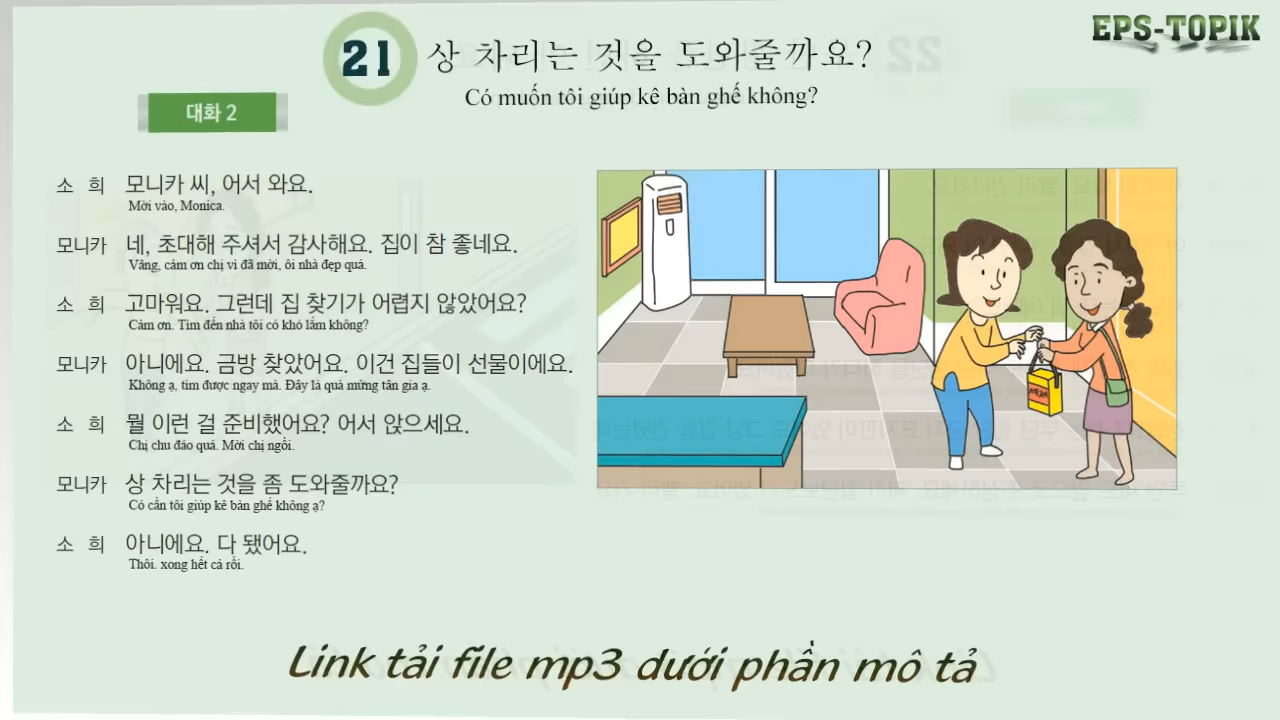 EPS-TOPIK
21 상 차리는 것을 도와줄까요?
Có muốn tôi giúp kê bàn ghế không?
대화 2
소 희 모니카 씨, 어서 와요.
Mời vào, Monica.
모니카 네, 초대해 주셔서 감사해요. 집이 참 좋네요.
Vâng, cảm ơn chị vì đã mời, ôi nhà đẹp quá.
소 희 고마워요. 그런데 집 찾기가 어렵지 않았어요?
Cảm ơn. Tìm đến nhà tôi có khó lắm không?
모니카 아니에요. 금방 찾았어요. 이건 집들이 선물이에요.
Không ạ, tìm được ngay mà. Đây là quà mừng tân gia ạ.
소 희 뭘 이런 걸 준비했어요? 어서 앉으세요.
Chị chu đáo quá. Mời chị ngồi.
모니카 상 차리는 것을 좀 도와줄까요?
Có cần tôi giúp kê bàn ghế không ạ?
소 희 아니에요. 다 됐어요.
Thôi. xong hết cả rồi.
Link tải file mp3 dưới phần mô tả